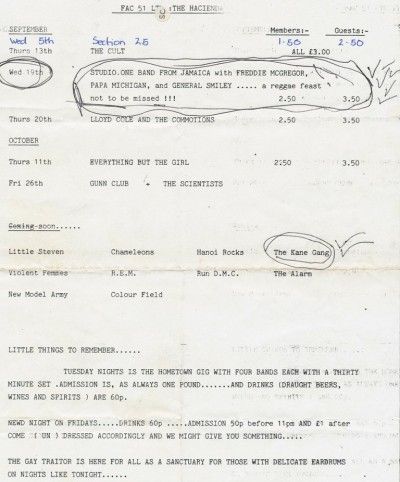 FAC 51 LTD :THE HACIENDA
SEPTEMBER Members:- Guests:-
Wed 5th Section 25 1.50 2.50
Thurs 13th THE CULT ALL £3.00
Wed 19th STUDIO.ONE BAND FROM JAMAICA with FREDDIE MCGREGOR,
PAPA MICHIGAN, and GENERAL SMILEY ..... a reggae feast
not to be missed !!! 2.50 3.50
Thurs 20th LLOYD COLE AND THE COMMOTIONS 2.50 3.50
OCTOBER
Thurs 11th EVERYTHING BUT THE GIRL 2.50 3.50
Fri 26th GUNN CLUB + THE SCIENTISTS
Coming soon......
Little Steven Chameleons Hanoi Rocks The Kane Gang
Violent Femmes R.E.M. Run D.M.C. THe Alarm
New Model Army Colour Field
LITTLE THINGS TO REMEMBER......
TUESDAY NIGHTS IS THE HOMETOWN GIG WITH FOUR BANDS EACH WITH A THIRTY
MINUTE SET .ADMISSION IS, AS ALWAYS ONE POUND.......AND DRINKS (DRAUGHT BEERS,
WINES AND SPIRITS ) ARE 60p.
NEWD NIGHT ON FRIDAYS.....DRINKS 60p .....ADMISSION 50p before 11pm AND £1 after
COME ( UN ) DRESSED ACCORDINGLY AND WE MIGHT GIVE YOU SOMETHING....
THE GAY TRAITOR IS HERE FOR ALL AS A SANCTUARY FOR THOSE WITH DELICATE EARDRUMS
ON NIGHTS LIKE TONIGHT......